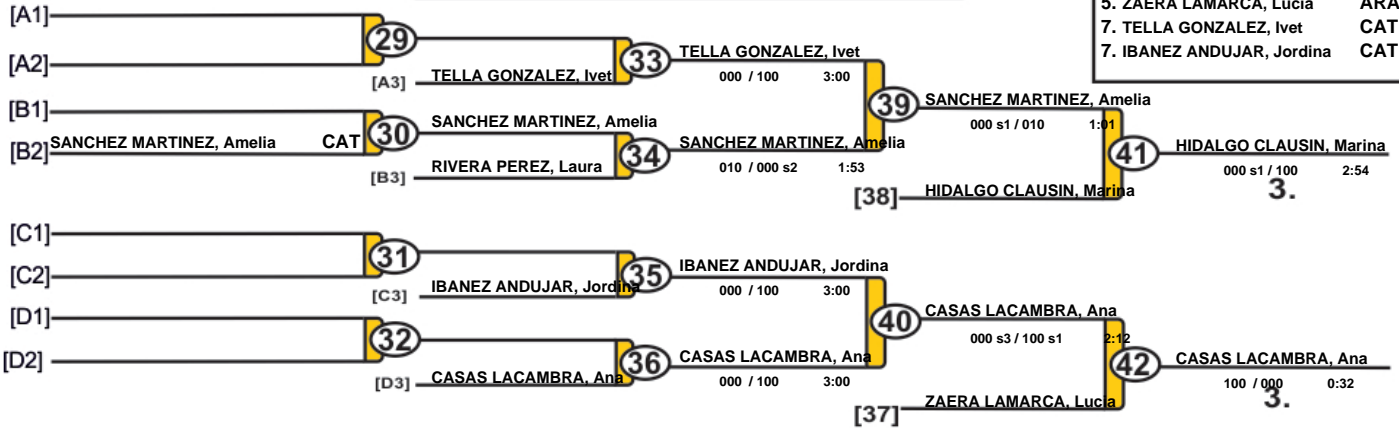 5. ZAERA LAMARCA, Lucia ARA
7. TELLA GONZALEZ, Ivet CAT
7. IBANEZ ANDUJAR, Jordina CAT
[A1]
29
[A2]
[A3] TELLA GONZALEZ, Ivet
33 TELLA GONZALEZ, Ivet
000 / 100 3:00
[B1]
[B2] SANCHEZ MARTINEZ, Amelia CAT
30 SANCHEZ MARTINEZ, Amelia
[B3] RIVERA PEREZ, Laura
34 SANCHEZ MARTINEZ, Amelia
010 / 000 s2 1:53
39 SANCHEZ MARTINEZ, Amelia
000 s1 / 010 1:01
[38] HIDALGO CLAUSIN, Marina
41 HIDALGO CLAUSIN, Marina
000 s1 / 100 2:54
3.
[C1]
31
[C2]
[C3] IBANEZ ANDUJAR, Jordina
35 IBANEZ ANDUJAR, Jordina
000 / 100 3:00
[D1]
32
[D2]
[D3] CASAS LACAMBRA, Ana
36 CASAS LACAMBRA, Ana
000 / 100 3:00
40 CASAS LACAMBRA, Ana
000 s3 / 100 s1 2:12
[37] ZAERA LAMARCA, Lucia
42 CASAS LACAMBRA, Ana
100 / 000 0:32
3.